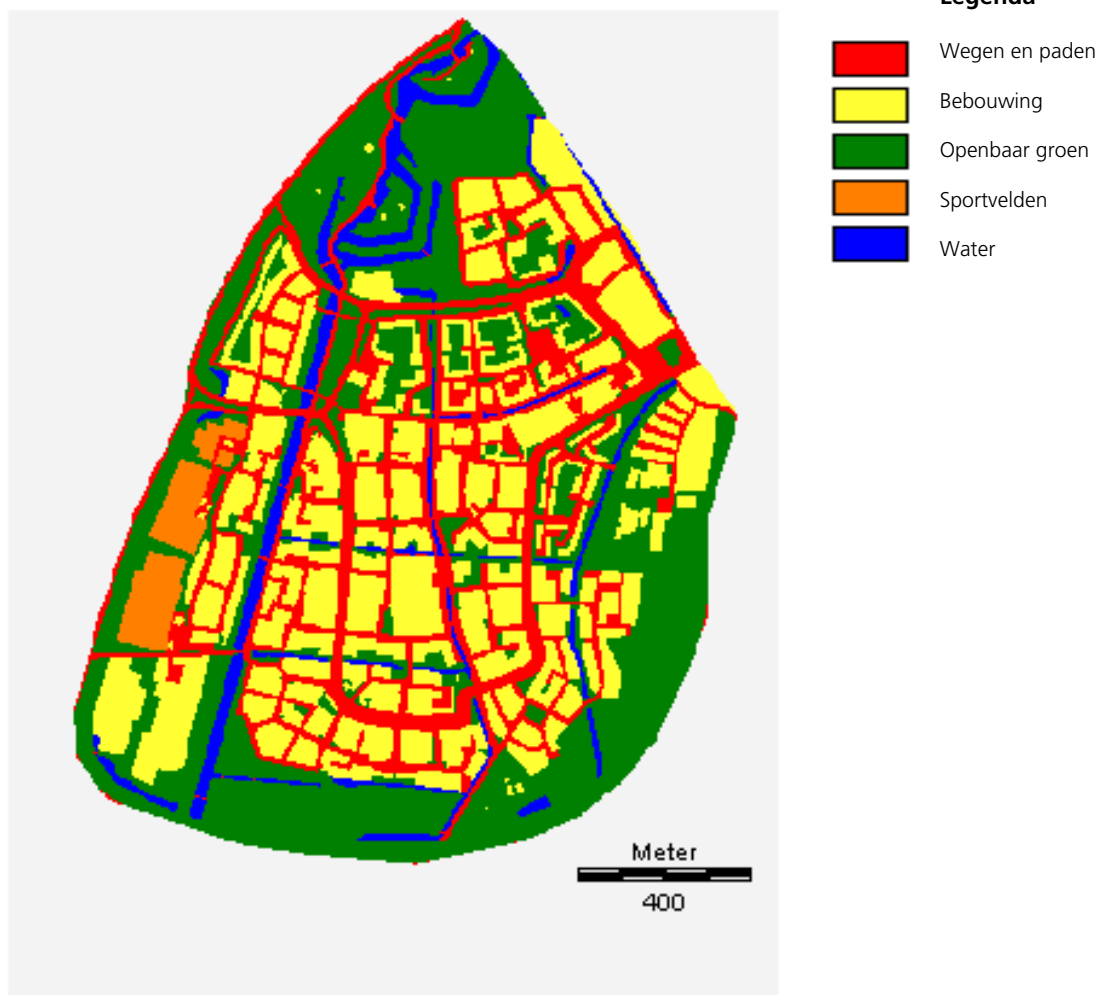 Legenda
Wegen en paden
Bebouwing
Openbaar groen
Sportvelden
Water
Meter
400